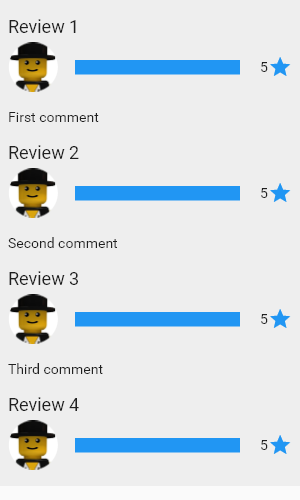 Review 1
5
First comment
Review 2
5
Second comment
Review 3
5
Third comment
Review 4
5